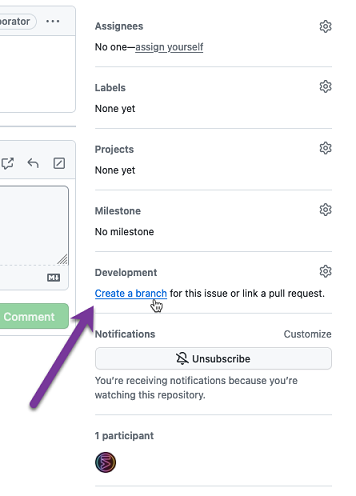 orator
Assignees
No one—assign yourself
Labels
None yet
Projects
None yet
Milestone
No milestone
Development
Create a branch for this issue or link a pull request.
Comment
Notifications
Customize
Unsubscribe
You're receiving notifications because you're
watching this repository.
1 participant